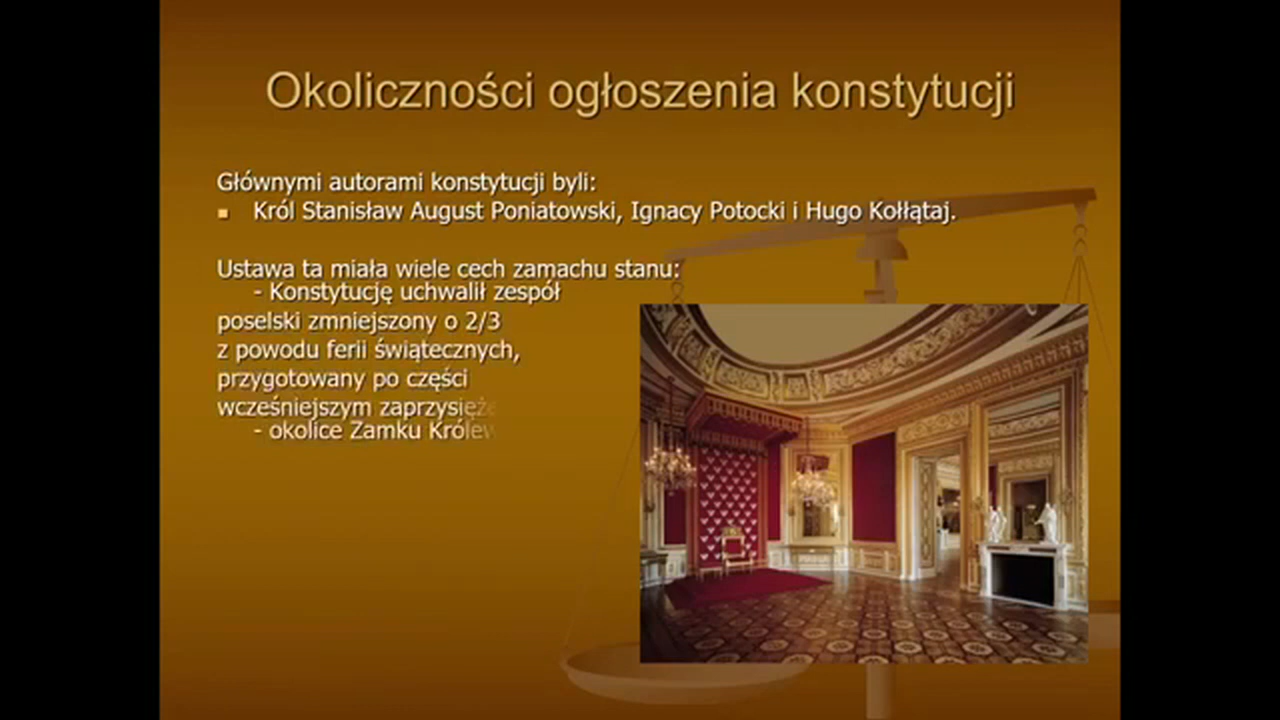 Okoliczności ogłoszenia konstytucji
Głównymi autorami konstytucji byli:
Król Stanisław August Poniatowski, Ignacy Potocki i Hugo Kołłątaj.
Ustawa ta miała wiele cech zamachu stanu:
- Konstytucję uchwalił zespół
poselski zmniejszony o 2/3
z powodu ferii świątecznych,
przygotowany po części
wcześniejszym
- okolice Zamku